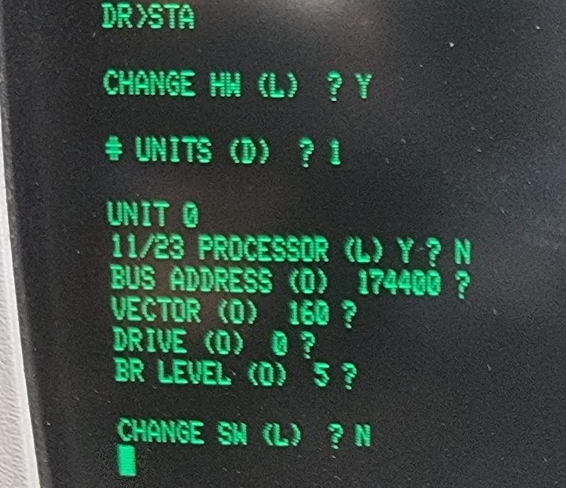 DR>STA
CHANGE HW (L) ? Y
# UNITS (D) ? 1
UNIT 0
11/23 PROCESSOR (L) Y ? N
BUS ADDRESS (O) 174400 ?
VECTOR (O) 160 ?
DRIVE (O) 0 ?
BR LEVEL (O) 5 ?
CHANGE SW (L) ? N